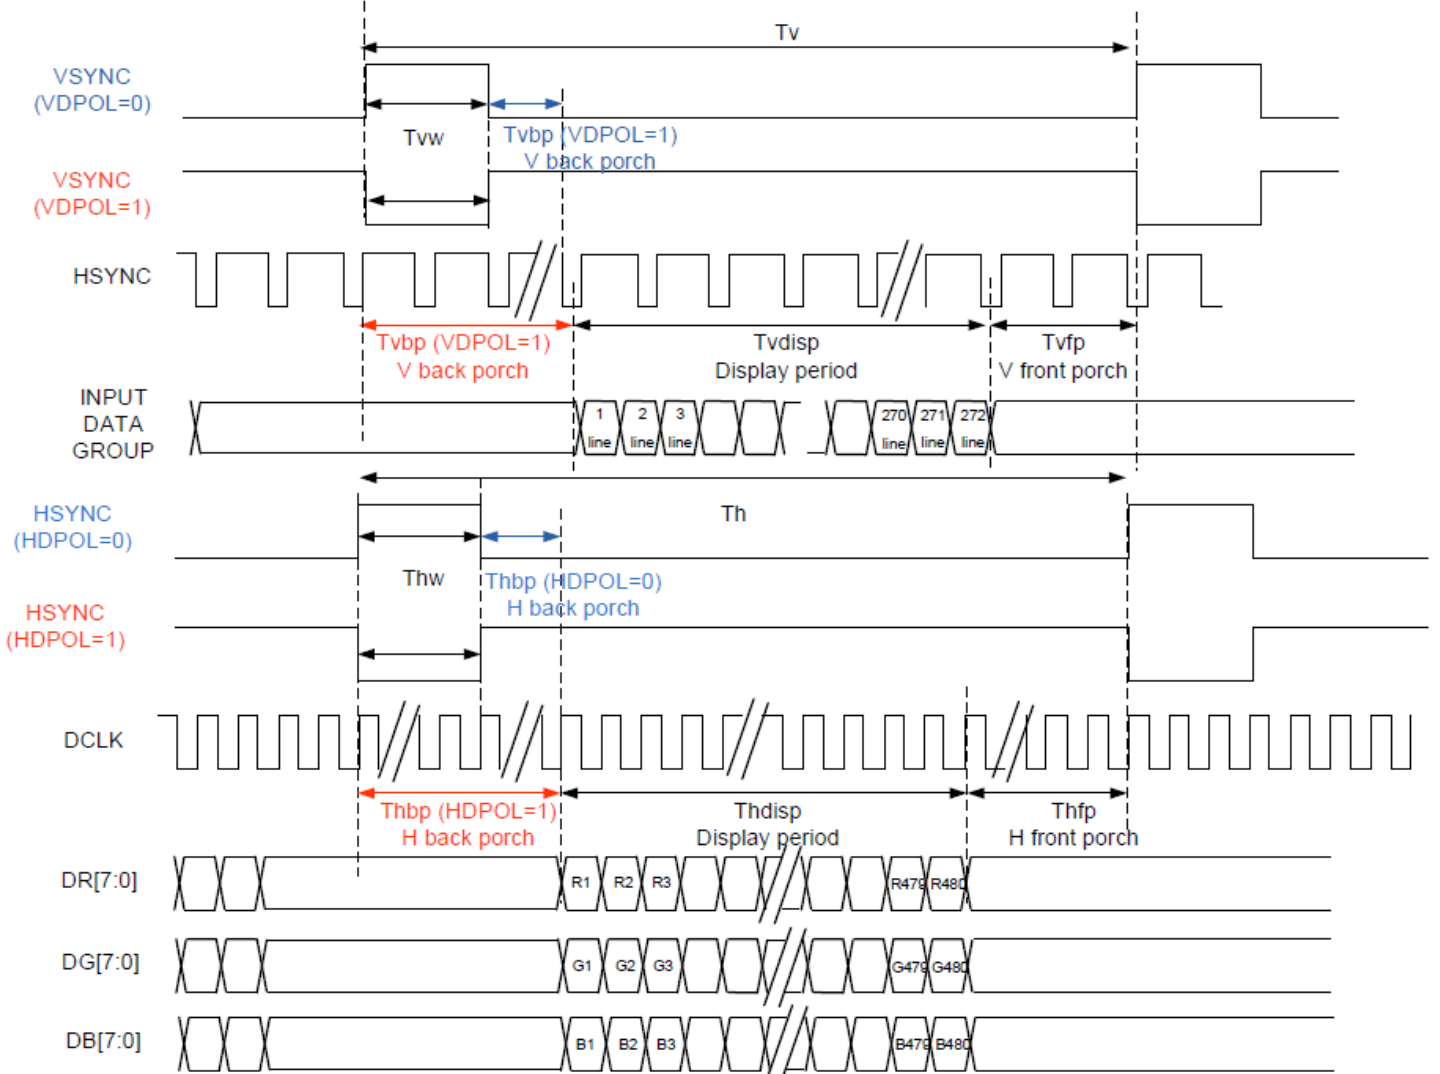 Tv
VSYNC
(VDPOL=0)
Tvw
Tvbp (VDPOL=1)
V back porch
VSYNC
(VDPOL=1)
HSYNC
Tvbp (VDPOL=1)
V back porch
Tvdisp
Display period
Tvfp
V front porch
INPUT
DATA
GROUP
1 line
2 line
3 line
270 line
271 line
272 line
HSYNC
(HDPOL=0)
Th
Thw
Thbp (HDPOL=0)
H back porch
HSYNC
(HDPOL=1)
DCLK
Thbp (HDPOL=1)
H back porch
Thdisp
Display period
Thfp
H front porch
DR[7:0] R1 R2 R3 R479 R480
DG[7:0] G1 G2 G3 G479 G480
DB[7:0] B1 B2 B3 B479 B480